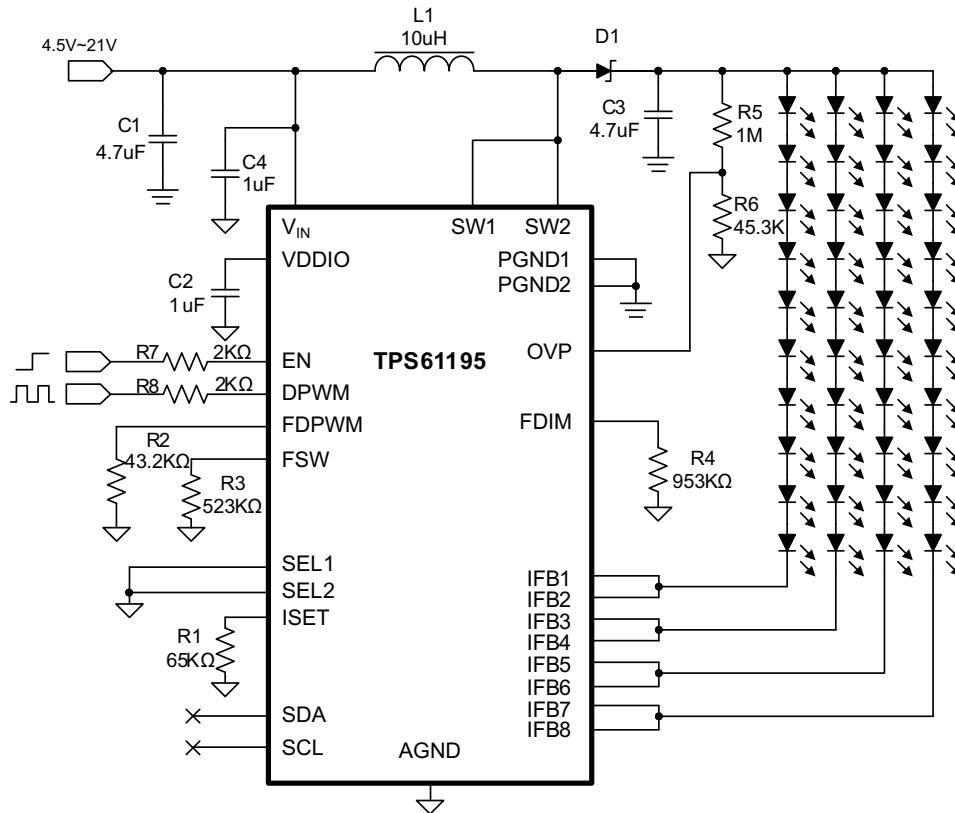 L1
10uH
4.5V~21V
D1
C1
4.7uF
C4
1uF
C3
4.7uF
R5
1M
R6
45.3K
VIN
SW1
SW2
VDDIO
PGND1
PGND2
C2
1uF
TPS61195
OVP
R7
2KΩ
EN
R8
2KΩ
DPWM
FDPWM
FDIM
R2
43.2KΩ
FSW
R3
523KΩ
R4
953KΩ
SEL1
SEL2
ISET
R1
65KΩ
IFB1
IFB2
IFB3
IFB4
IFB5
IFB6
IFB7
IFB8
SDA
SCL
AGND